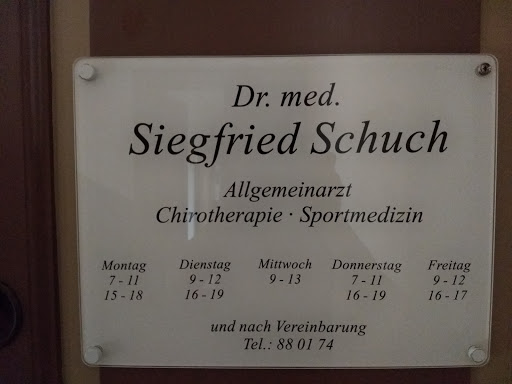 Dr. med.
Siegfried Schuch
Allgemeinarzt
Chirotherapie · Sportmedizin
Montag Dienstag Mittwoch Donnerstag Freitag
7 - 11 9 - 12 9 - 13 7 - 11 9 - 12
15 - 18 16 - 19 16 - 19 16 - 17
und nach Vereinbarung
Tel.: 88 01 74